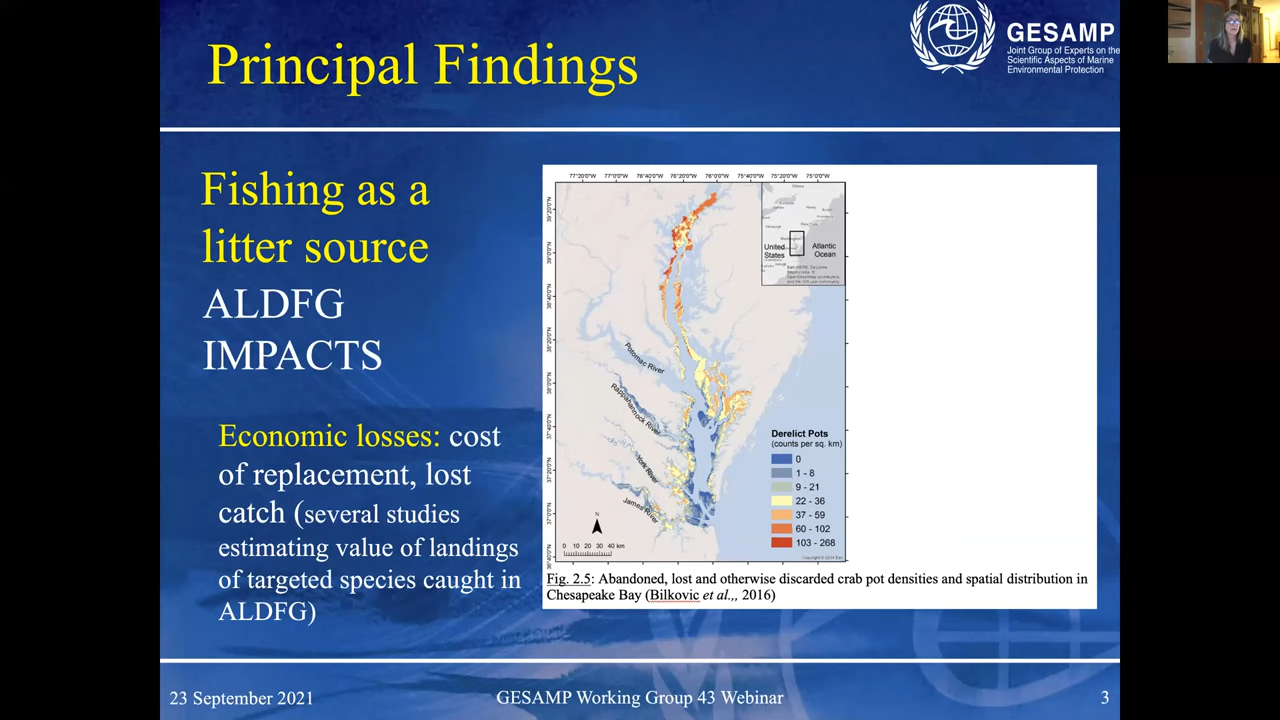 Principal Findings
GESAMP
Joint Group of Experts on the
Scientific Aspects of Marine
Environmental Protection
Fishing as a
litter source
ALDFG
IMPACTS
Economic losses: cost
of replacement, lost
catch (several studies
estimating value of landings
of targeted species caught in
ALDFG)
77°20'0"W 77°0'0"W 76°40'0"W 76°20'0"W 76°0'0"W 75°40'0"W 75°20'0"W 75°0'0"W
United
States
Atlantic
Ocean
Potomac River
Rappahannock River
York River
James River
Derelict Pots
(counts per sq. km)
0
1 - 8
9 - 21
22 - 36
37 - 59
60 - 102
103 - 268
N
0 10 20 30 40 km
Fig. 2.5: Abandoned, lost and otherwise discarded crab pot densities and spatial distribution in
Chesapeake Bay (Bilkovic et al.,, 2016)
23 September 2021
GESAMP Working Group 43 Webinar
3